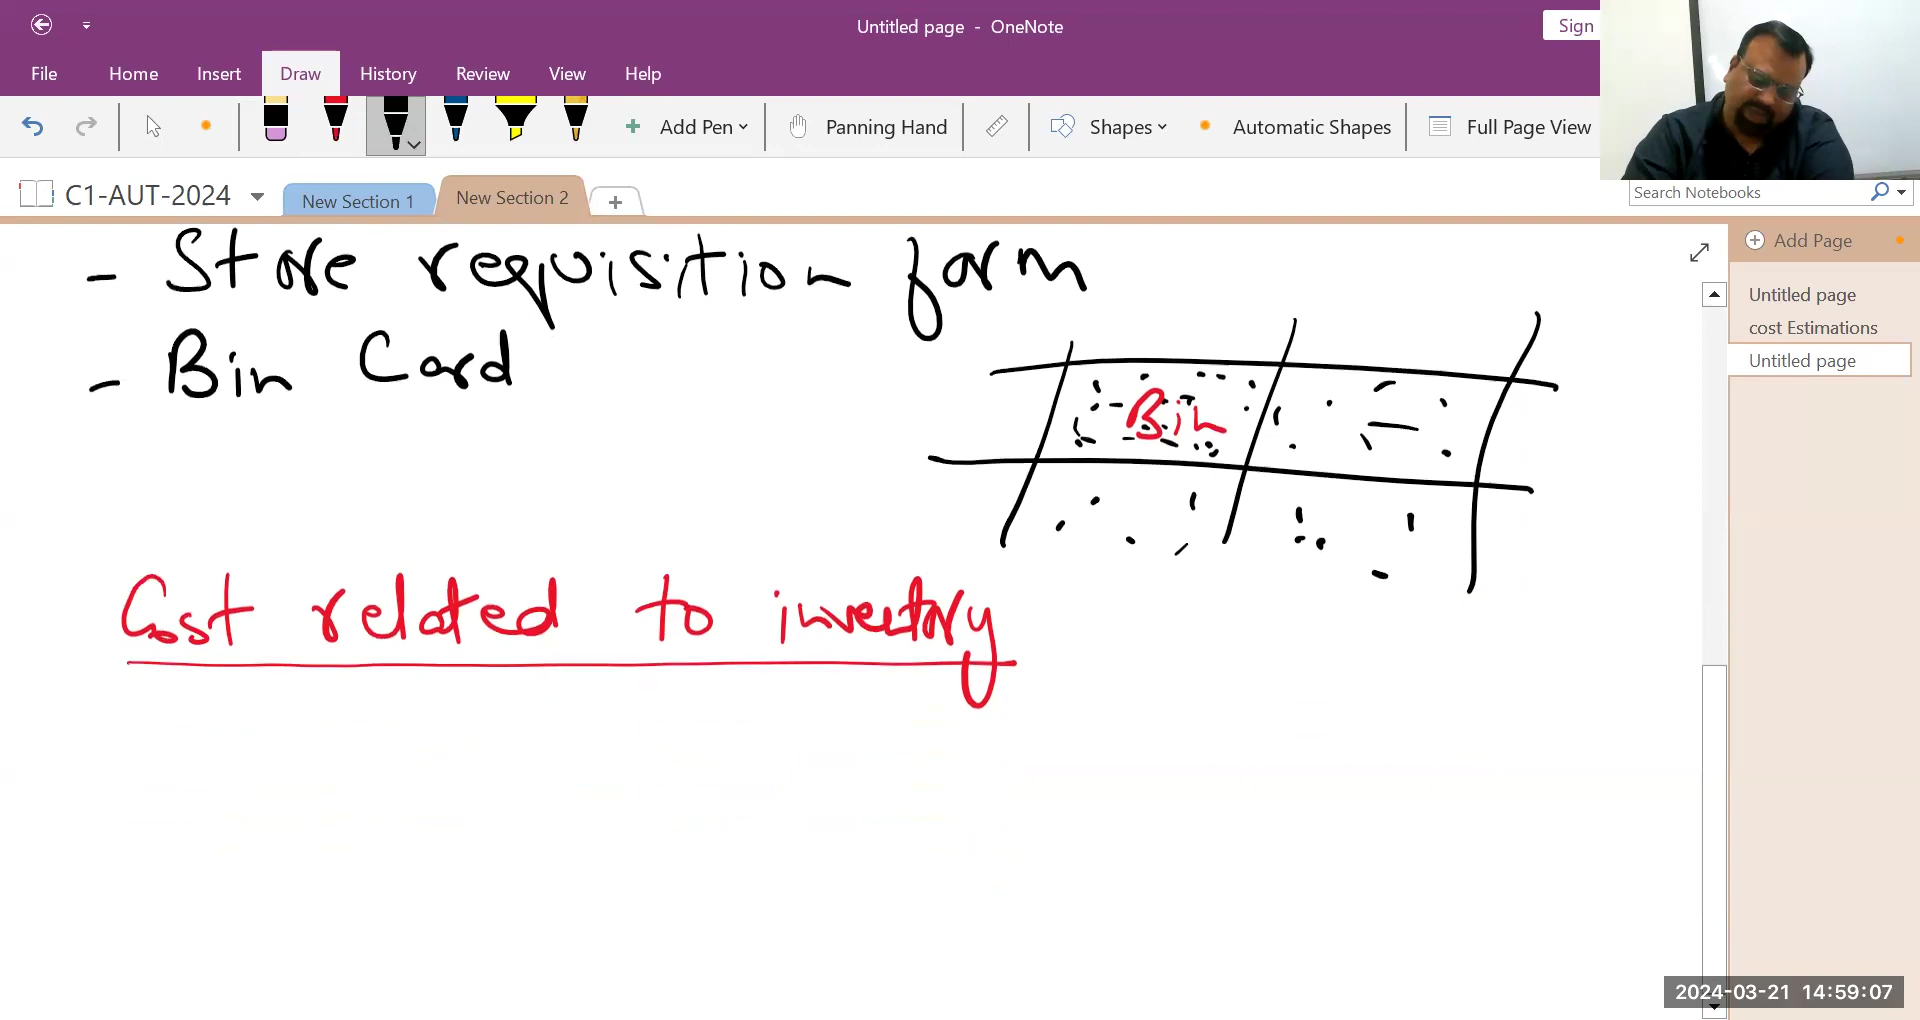 Untitled page - OneNote
Sign
File Home Insert Draw History Review View Help
Add Pen Panning Hand Shapes Automatic Shapes Full Page View
C1-AUT-2024 New Section 1 New Section 2
Search Notebooks
Add Page
Untitled page
cost Estimations
Untitled page
- Store requisition form
- Bin Card
Bin
Cost related to inventory
2024-03-21 14:59:07